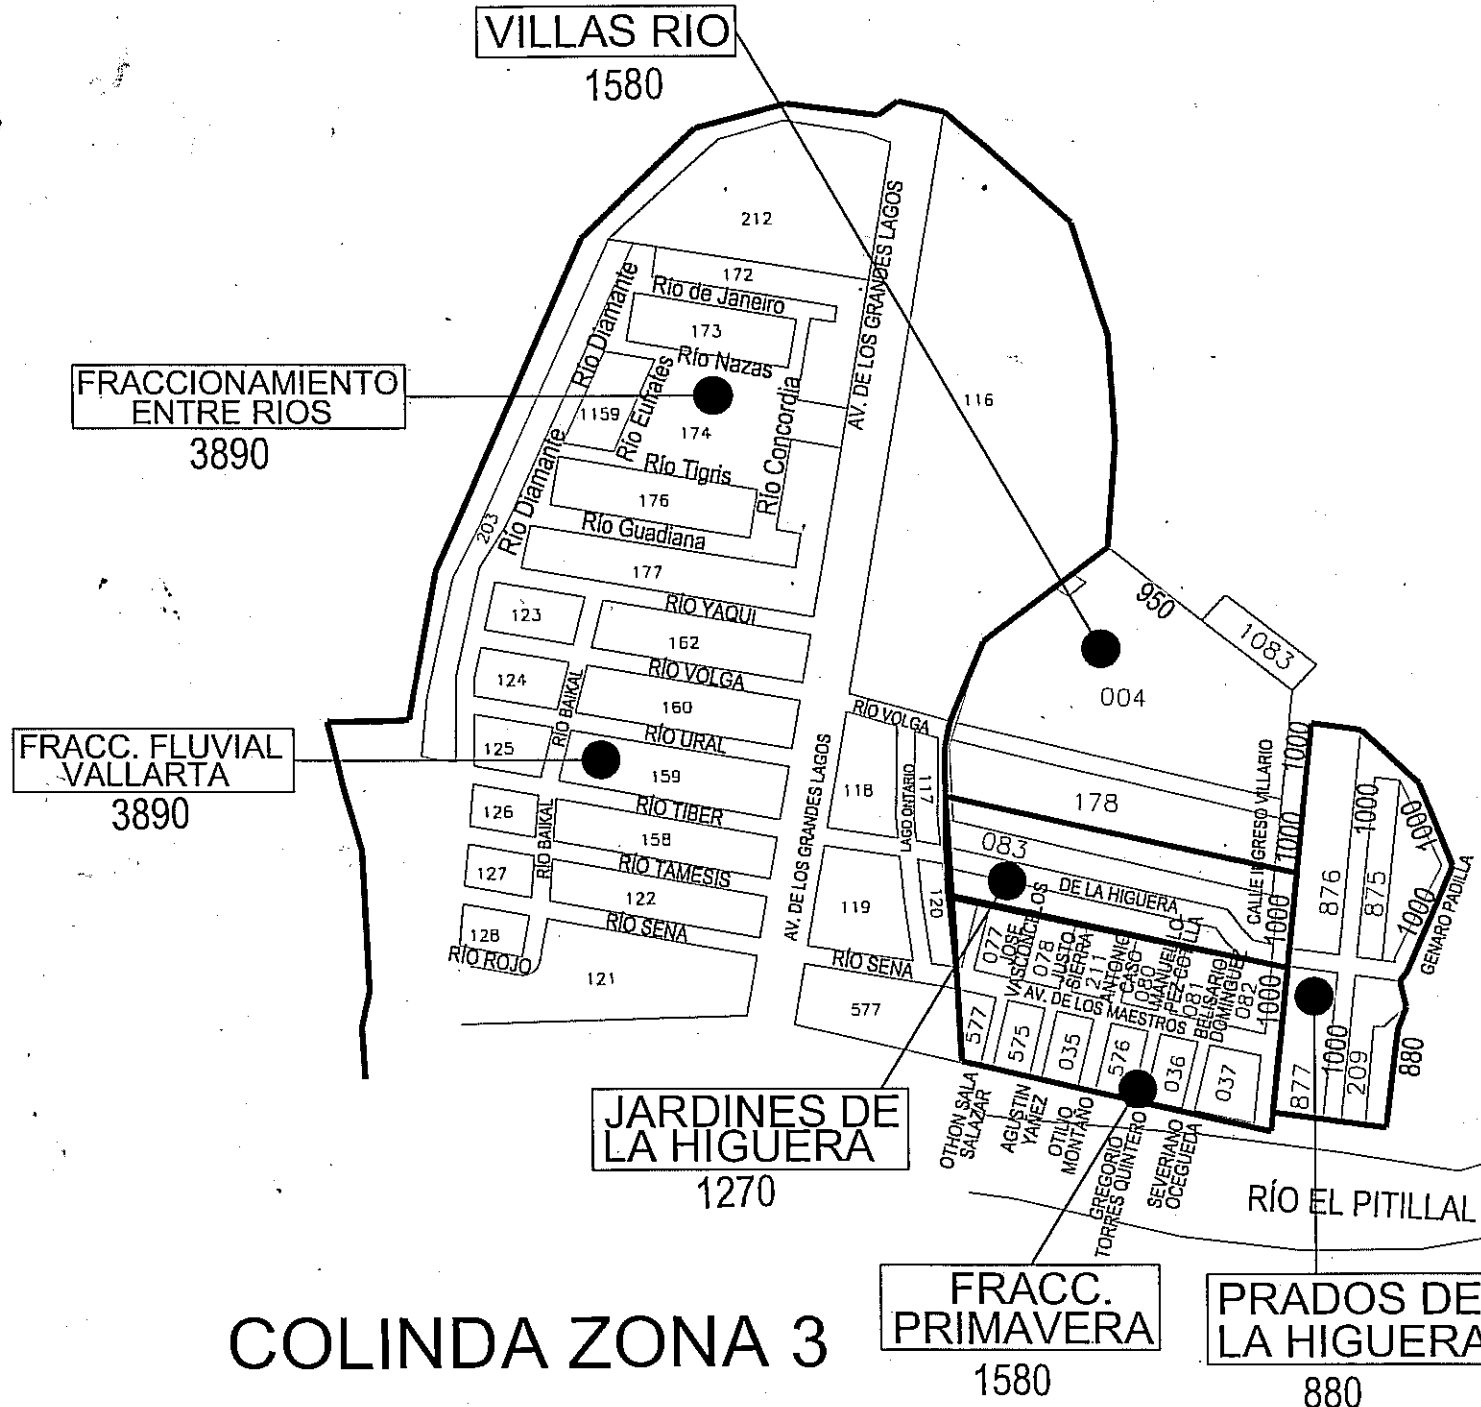 VILLAS RIO
1580
212
172
Río de Janeiro
173
Río Nazas
Río Diamante
Río Eufrates
1159
174
Río Concordia
AV. DE LOS GRANDES LAGOS
116
FRACCIONAMIENTO
ENTRE RIOS
3890
Río Tigris
176
Río Diamante
Río Guadiana
203
177
RÍO YAQUI
123
162
RÍO VOLGA
124
160
RÍO BAIKAL
RÍO URAL
125
159
FRACC. FLUVIAL
VALLARTA
3890
RÍO TIBER
126
158
RÍO BAIKAL
RÍO TAMESIS
127
122
RÍO SENA
128
RÍO ROJO
121
AV. DE LOS GRANDES LAGOS
RÍO VOLGA
118
LAGO ONTARIO
117
119
120
RÍO SENA
577
950
1083
004
178
CALLE INGRESO VILLARIO
1000
1000
1000
1000
083
DE LA HIGUERA
077
JOSE
VASCONCELOS
078
JUSTO
SIERRA
211
ANTONIO
CASO
080
MANUEL
081
BELISARIO
DOMINGUEZ
082
AV. DE LOS MAESTROS
577
575
035
576
036
037
876
1000
875
1000
1000
GENARO PADILLA
877
1000
209
880
OTHON SALA
SALAZAR
AGUSTIN
YAÑEZ
OTILIO
MONTAÑO
GREGORIO
TORRES QUINTERO
SEVERIANO
OCEGUEDA
RÍO EL PITILLAL
JARDINES DE
LA HIGUERA
1270
FRACC.
PRIMAVERA
1580
PRADOS DE
LA HIGUERA
880
COLINDA ZONA 3